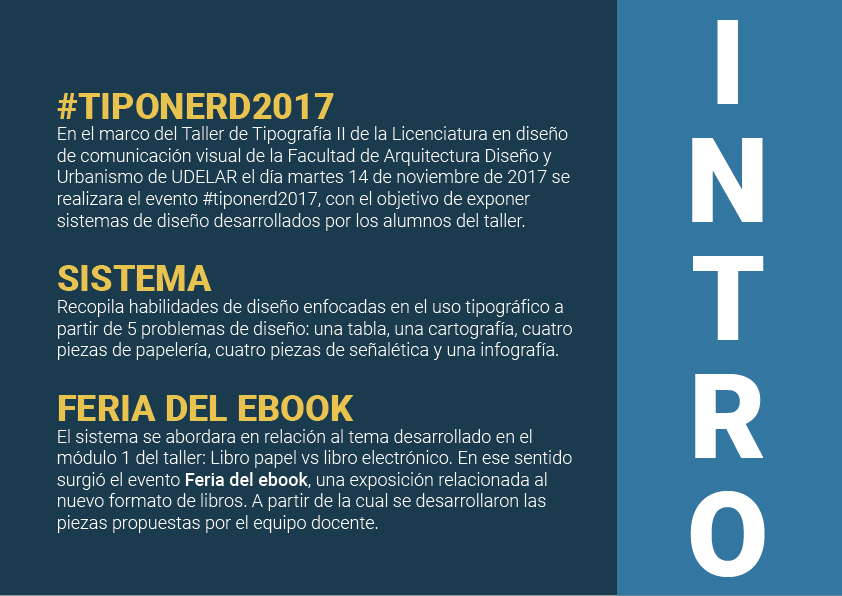 #TIPONERD2017
En el marco del Taller de Tipografía II de la Licenciatura en diseño
de comunicación visual de la Facultad de Arquitectura Diseño y
Urbanismo de UDELAR el día martes 14 de noviembre de 2017 se
realizara el evento #tiponerd2017, con el objetivo de exponer
sistemas de diseño desarrollados por los alumnos del taller.
SISTEMA
Recopila habilidades de diseño enfocadas en el uso tipográfico a
partir de 5 problemas de diseño: una tabla, una cartografía, cuatro
piezas de papelería, cuatro piezas de señalética y una infografía.
FERIA DEL EBOOK
El sistema se abordara en relación al tema desarrollado en el
módulo 1 del taller: Libro papel vs libro electrónico. En ese sentido
surgió el evento Feria del ebook, una exposición relacionada al
nuevo formato de libros. A partir de la cual se desarrollaron las
piezas propuestas por el equipo docente.
INTRO